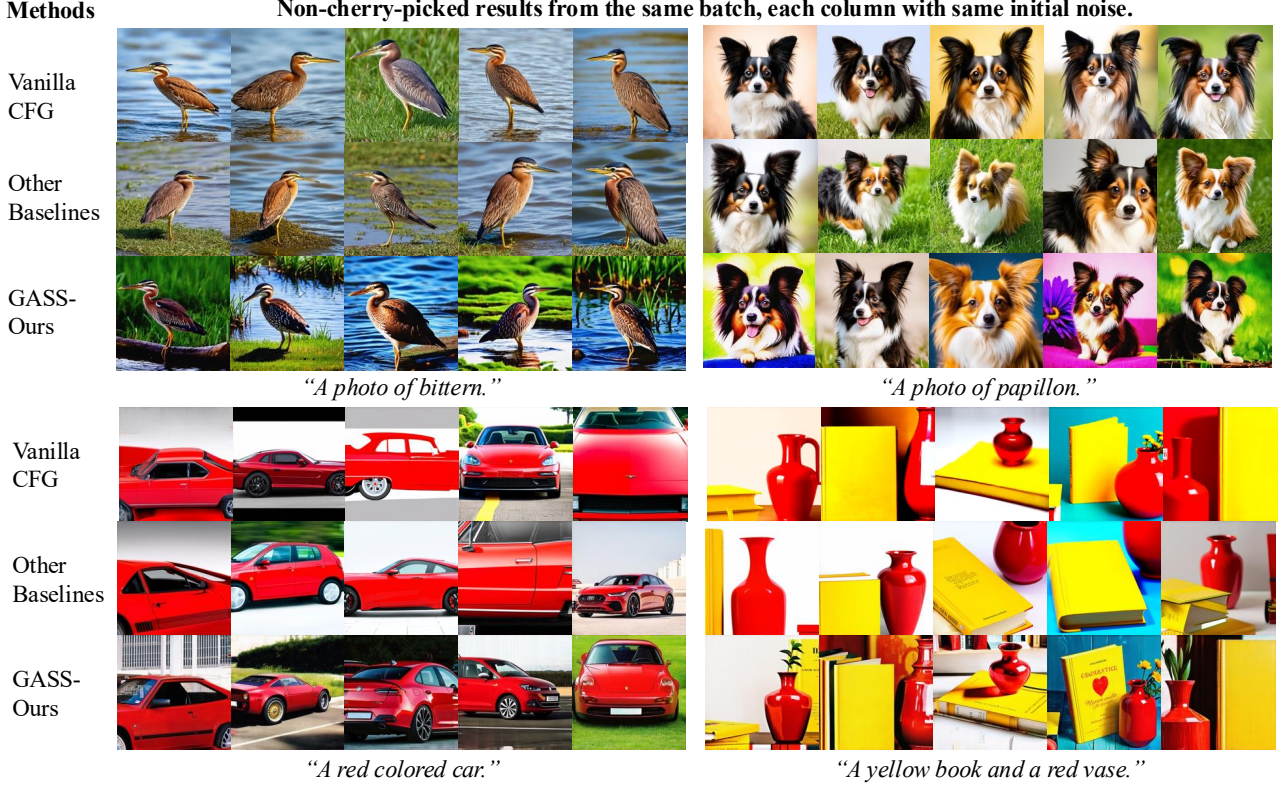 Methods
Non-cherry-picked results from the same batch, each column with same initial noise.
Vanilla
CFG
Other
Baselines
GASS-
Ours
“A photo of bittern.”
“A photo of papillon.”
Vanilla
CFG
Other
Baselines
GASS-
Ours
“A red colored car.”
“A yellow book and a red vase.”